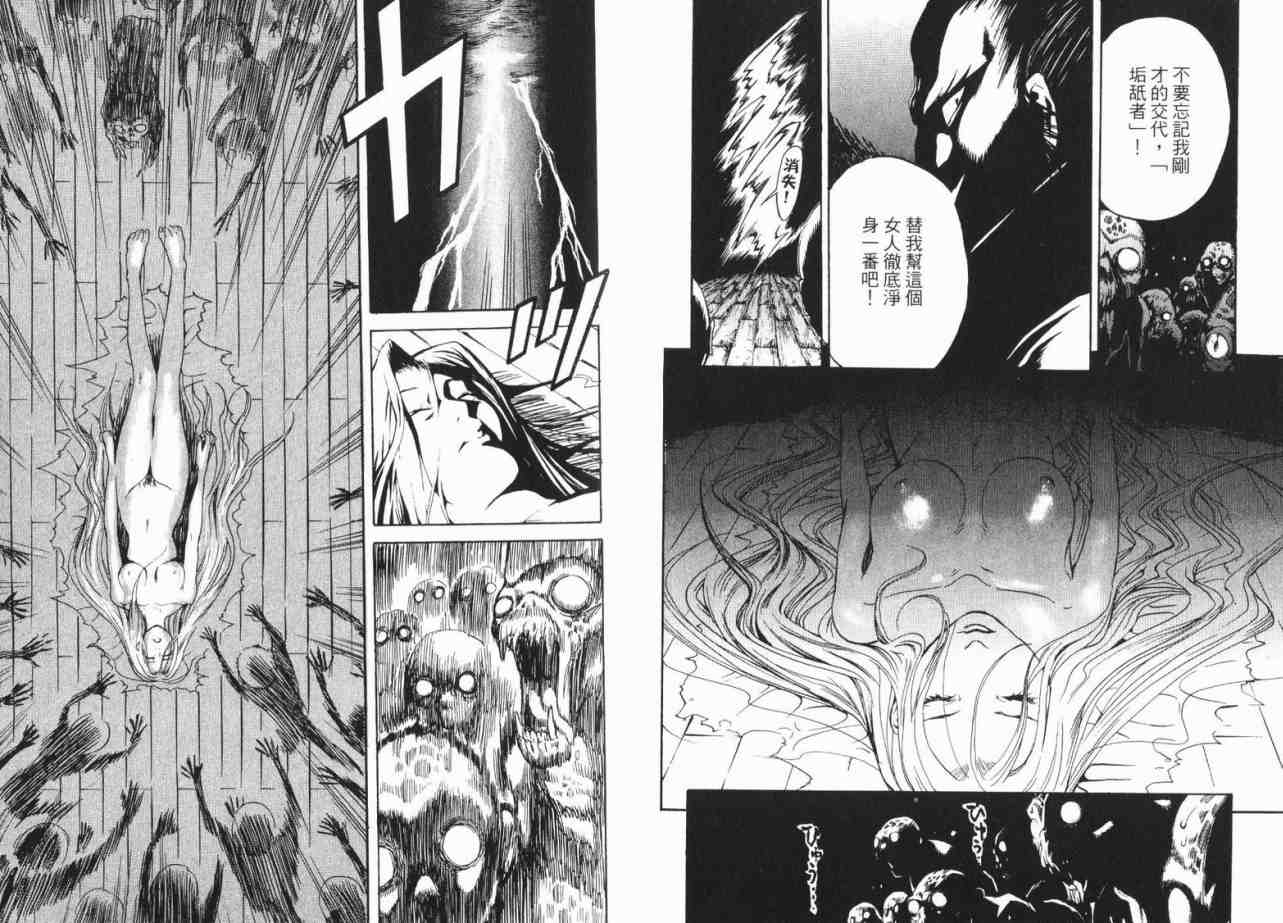 不要忘記我剛
才的交代，「
垢舐者」！
替我幫這個
女人徹底淨
身一番吧！
消失！
カッ